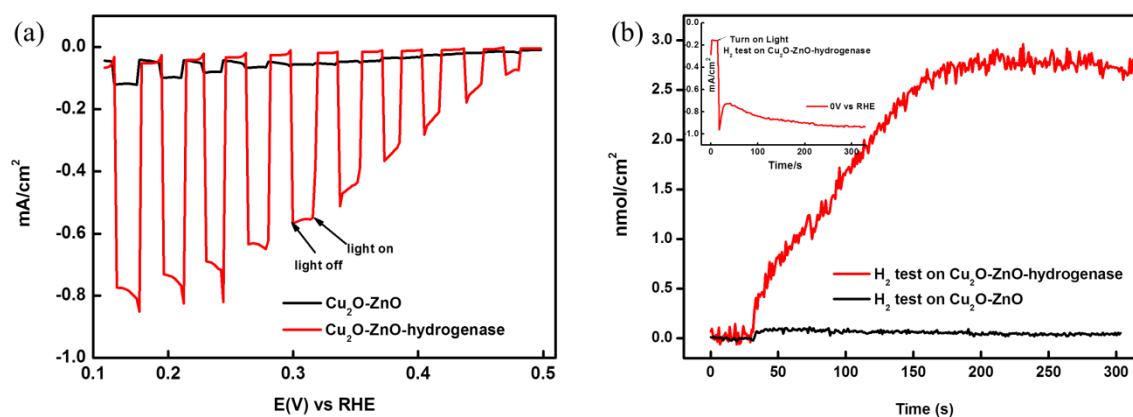 (a)
0.0
-0.2
-0.4
-0.6
-0.8
-1.0
mA/cm²
light on
light off
Cu₂O-ZnO
Cu₂O-ZnO-hydrogenase
0.1
0.2
0.3
0.4
0.5
E(V) vs RHE
(b)
3.0
2.5
2.0
1.5
1.0
0.5
0.0
nmol/cm²
0.0
-0.2
-0.4
-0.6
-0.8
-1.0
mA/cm²
Turn on Light
H₂ test on Cu₂O-ZnO-hydrogenase
0V vs RHE
0
100
200
300
Time/s
H₂ test on Cu₂O-ZnO-hydrogenase
H₂ test on Cu₂O-ZnO
0
50
100
150
200
250
300
Time (s)